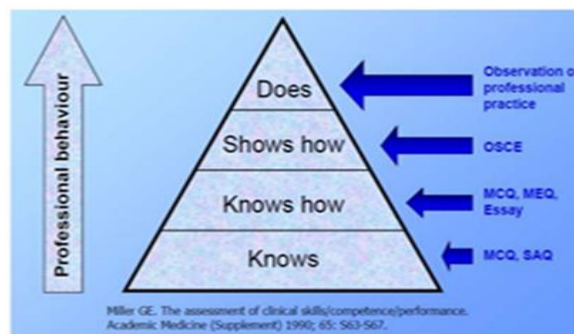 Professional behaviour
Does
Shows how
Knows how
Knows
Observation o
professional
practice
OSCE
MCQ, MEQ,
Essay
MCQ, SAQ
Miller GE. The assessment of clinical skills/competence/performance.
Academic Medicine (Supplement) 1990; 65: S63-S67.